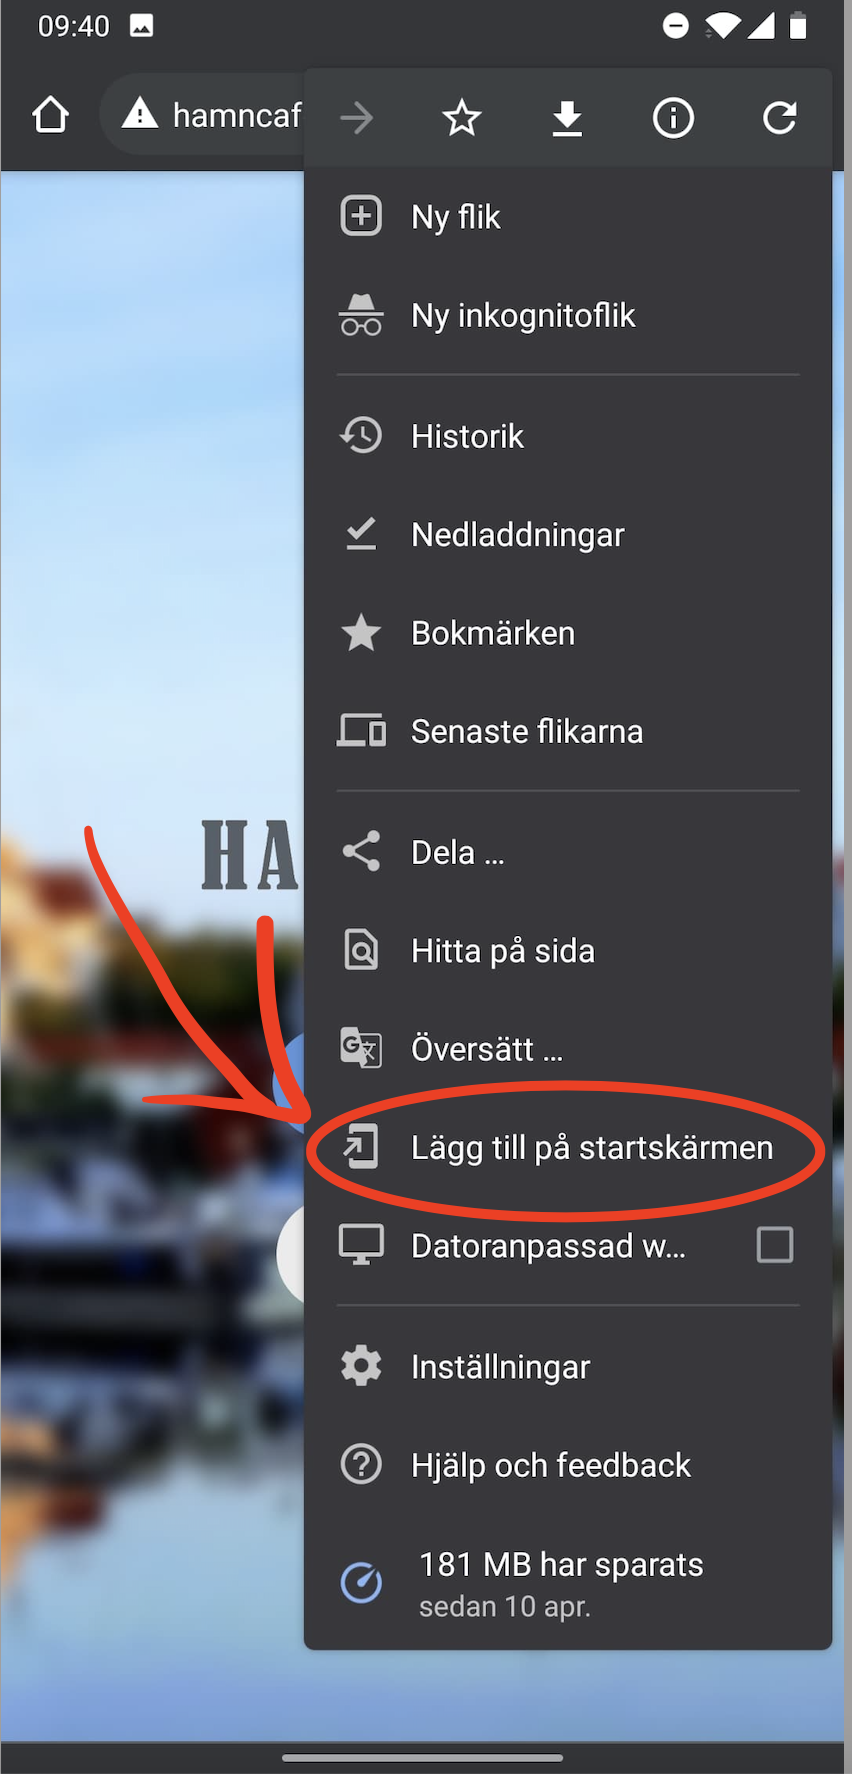 09:40
hamncaf
Ny flik
Ny inkognitoflik
Historik
Nedladdningar
Bokmärken
Senaste flikarna
HA
Dela ...
Hitta på sida
Översätt ...
Lägg till på startskärmen
Datoranpassad w...
Inställningar
Hjälp och feedback
181 MB har sparats
sedan 10 apr.